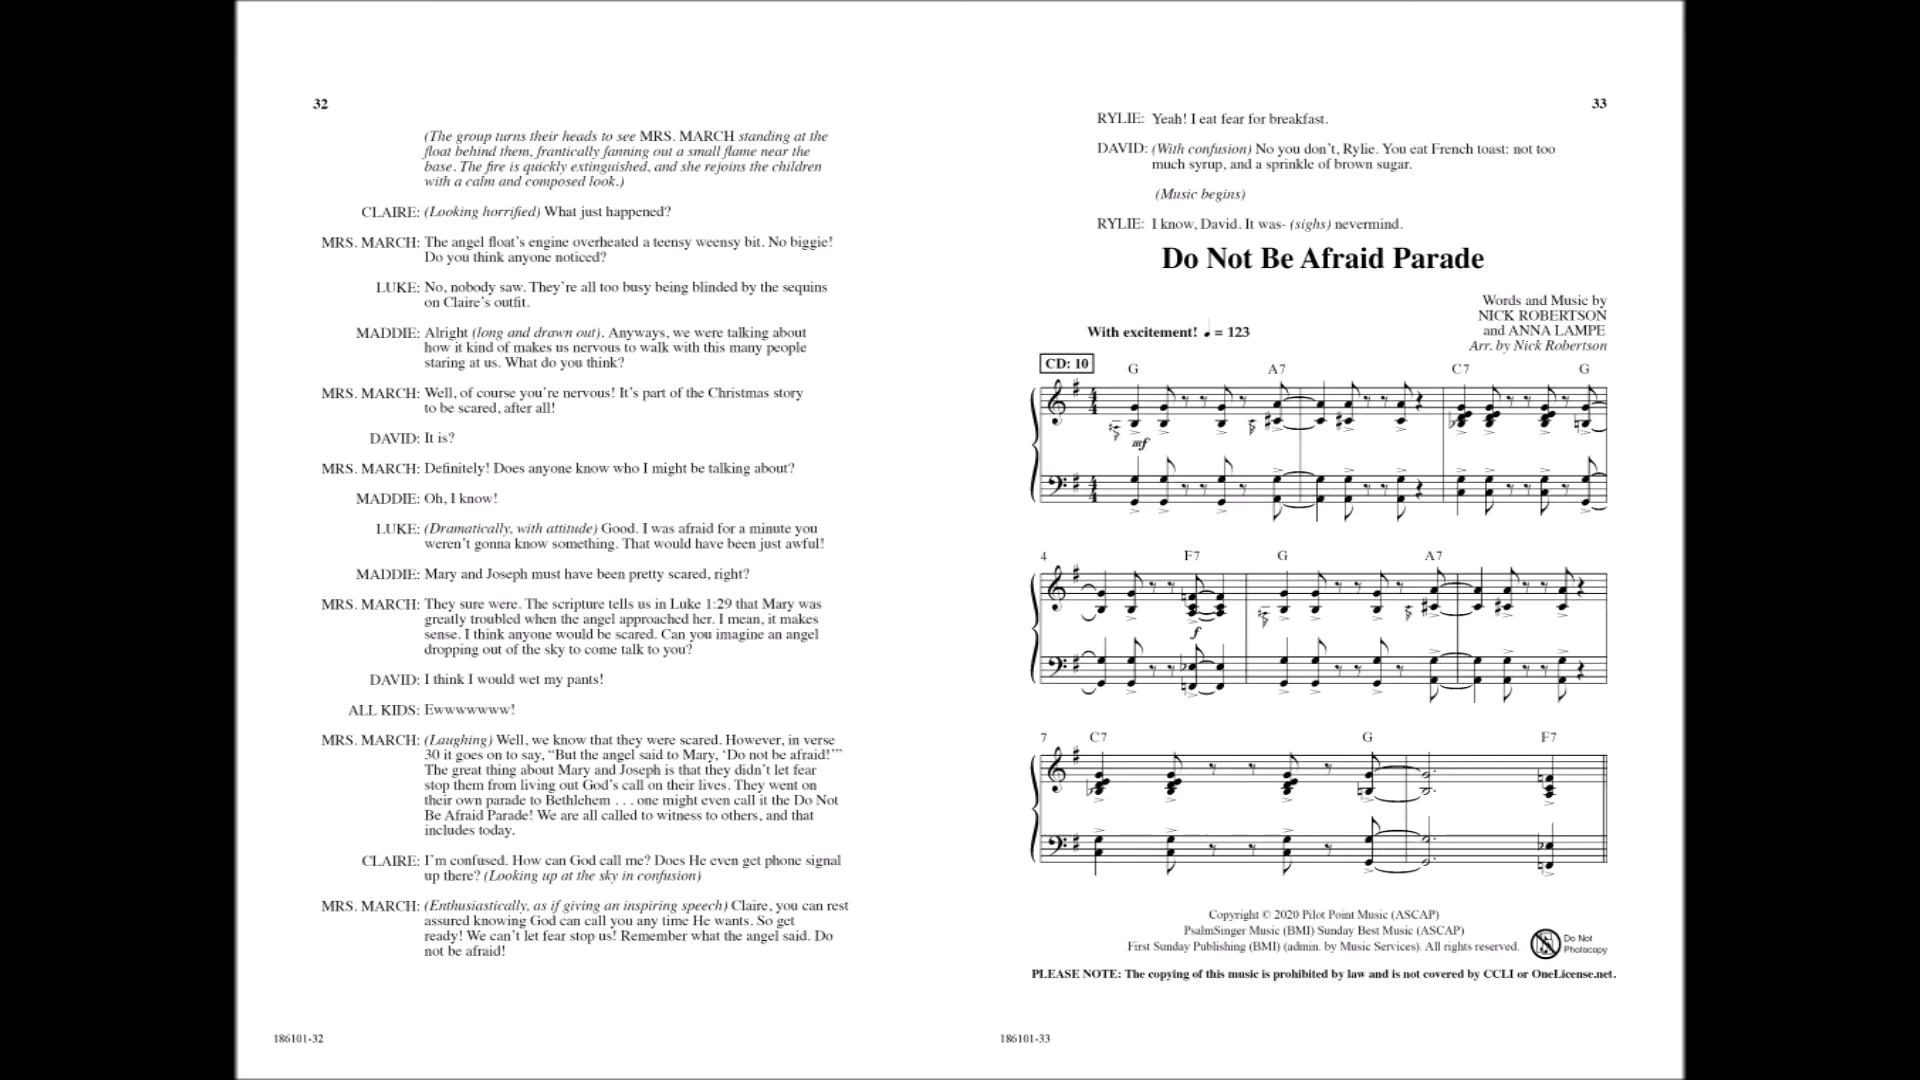 32
(The group turns their heads to see MRS. MARCH standing at the
float behind them, frantically fanning out a small flame near the
base. The fire is quickly extinguished, and she rejoins the children
with a calm and composed look.)
CLAIRE: (Looking horrified) What just happened?
MRS. MARCH: The angel float's engine overheated a teensy weensy bit. No biggie!
Do you think anyone noticed?
LUKE: No, nobody saw. They're all too busy being blinded by the sequins
on Claire's outfit.
MADDIE: Alright (long and drawn out). Anyways, we were talking about
how it kind of makes us nervous to walk with this many people
staring at us. What do you think?
MRS. MARCH: Well, of course you're nervous! It's part of the Christmas story
to be scared, after all!
DAVID: It is?
MRS. MARCH: Definitely! Does anyone know who I might be talking about?
MADDIE: Oh, I know!
LUKE: (Dramatically, with attitude) Good. I was afraid for a minute you
weren't gonna know something. That would have been just awful!
MADDIE: Mary and Joseph must have been pretty scared, right?
MRS. MARCH: They sure were. The scripture tells us in Luke 1:29 that Mary was
greatly troubled when the angel approached her. I mean, it makes
sense. I think anyone would be scared. Can you imagine an angel
dropping out of the sky to come talk to you?
DAVID: I think I would wet my pants!
ALL KIDS: Ewwwwwww!
MRS. MARCH: (Laughing) Well, we know that they were scared. However, in verse
30 it goes on to say, “But the angel said to Mary, ‘Do not be afraid!’”
The great thing about Mary and Joseph is that they didn't let fear
stop them from living out God's call on their lives. They went on
their own parade to Bethlehem . . . one might even call it the Do Not
Be Afraid Parade! We are all called to witness to others, and that
includes today.
CLAIRE: I'm confused. How can God call me? Does He even get phone signal
up there? (Looking up at the sky in confusion)
MRS. MARCH: (Enthusiastically, as if giving an inspiring speech) Claire, you can rest
assured knowing God can call you any time He wants. So get
ready! We can't let fear stop us! Remember what the angel said. Do
not be afraid!
186101-32
33
RYLIE: Yeah! I eat fear for breakfast.
DAVID: (With confusion) No you don't, Rylie. You eat French toast: not too
much syrup, and a sprinkle of brown sugar.
(Music begins)
RYLIE: I know, David. It was- (sighs) nevermind.
Do Not Be Afraid Parade
Words and Music by
NICK ROBERTSON
and ANNA LAMPE
Arr. by Nick Robertson
With excitement! ♩ = 123
CD: 10
G A7 C7 G
mf
4 F7 G A7
f
7 C7 G F7
Copyright © 2020 Pilot Point Music (ASCAP)
PsalmSinger Music (BMI) Sunday Best Music (ASCAP)
First Sunday Publishing (BMI) (admin. by Music Services). All rights reserved.
Do Not
Photocopy
PLEASE NOTE: The copying of this music is prohibited by law and is not covered by CCLI or OneLicense.net.
186101-33